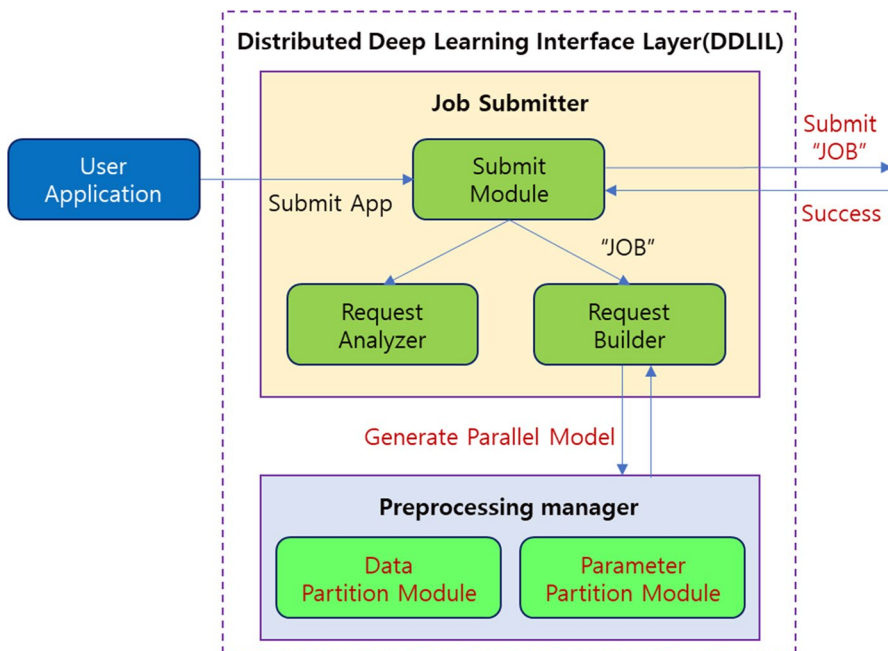 Distributed Deep Learning Interface Layer(DDLIL)
Job Submitter
User
Application
Submit App
Submit
Module
Submit
“JOB”
Success
“JOB”
Request
Analyzer
Request
Builder
Generate Parallel Model
Preprocessing manager
Data
Partition Module
Parameter
Partition Module